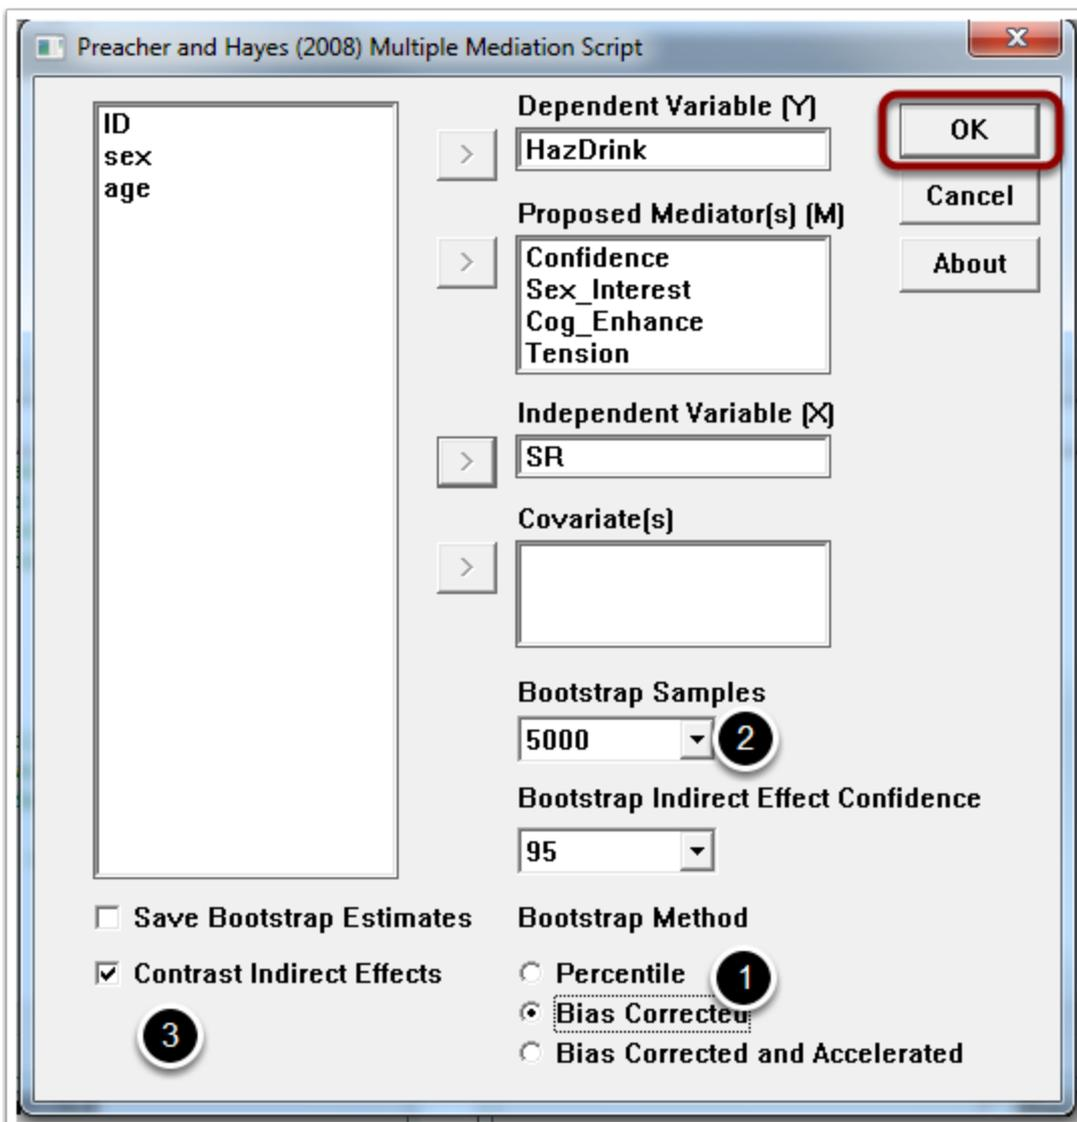 Preacher and Hayes (2008) Multiple Mediation Script
x
ID
sex
age
>
Dependent Variable (Y)
HazDrink
OK
Cancel
About
>
Proposed Mediator(s) (M)
Confidence
Sex_Interest
Cog_Enhance
Tension
>
Independent Variable (X)
SR
>
Covariate(s)
Bootstrap Samples
5000
2
Bootstrap Indirect Effect Confidence
95
Save Bootstrap Estimates
Contrast Indirect Effects
3
Bootstrap Method
Percentile
1
Bias Corrected
Bias Corrected and Accelerated